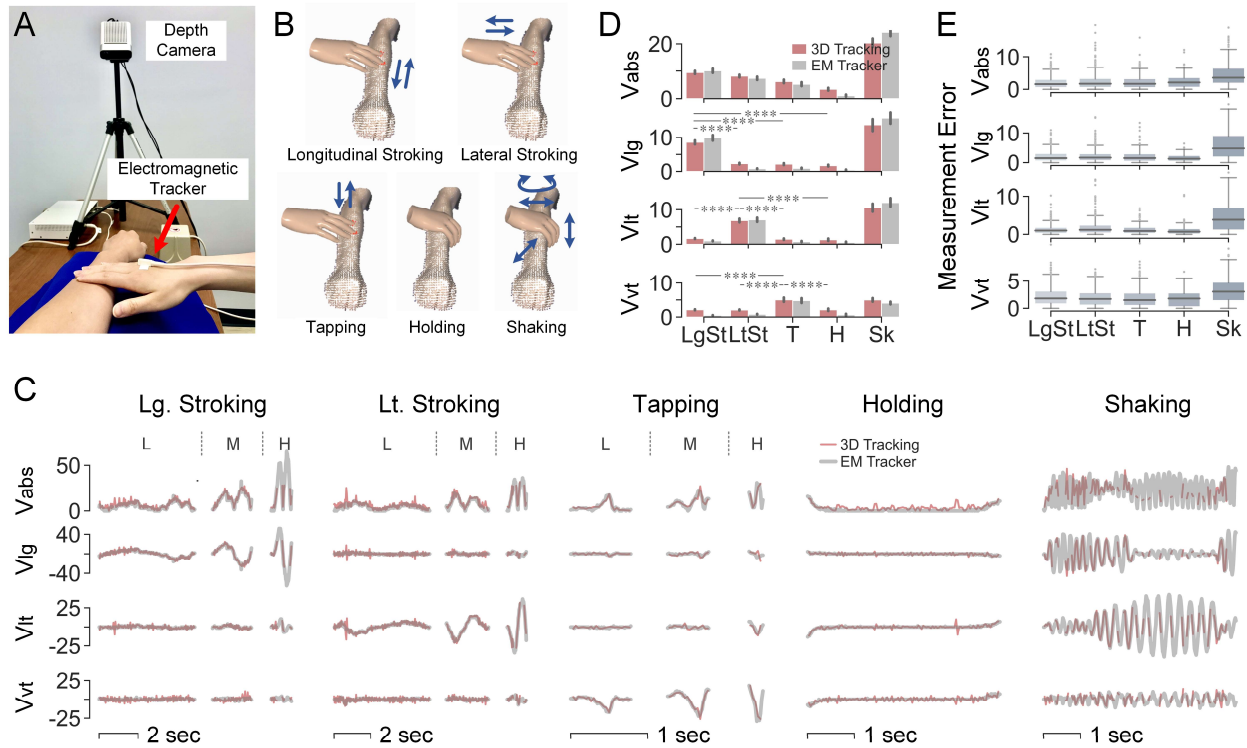 A
Depth
Camera
Electromagnetic
Tracker
B
Longitudinal Stroking
Lateral Stroking
Tapping
Holding
Shaking
D
3D Tracking
EM Tracker
Vabs
20
0
****
****
****
Vlg
10
0
****
**** ****
Vlt
10
0
****
**** ****
Vvt
10
0
LgSt LtSt T H Sk
E
Measurement Error
Vabs
10
0
Vlg
10
0
Vlt
10
0
Vvt
5
0
LgSt LtSt T H Sk
C
Lg. Stroking
Lt. Stroking
Tapping
Holding
Shaking
L M H
L M H
L M H
3D Tracking
EM Tracker
Vabs
50
0
Vlg
40
-40
Vlt
25
-25
Vvt
25
-25
2 sec
2 sec
1 sec
1 sec
1 sec